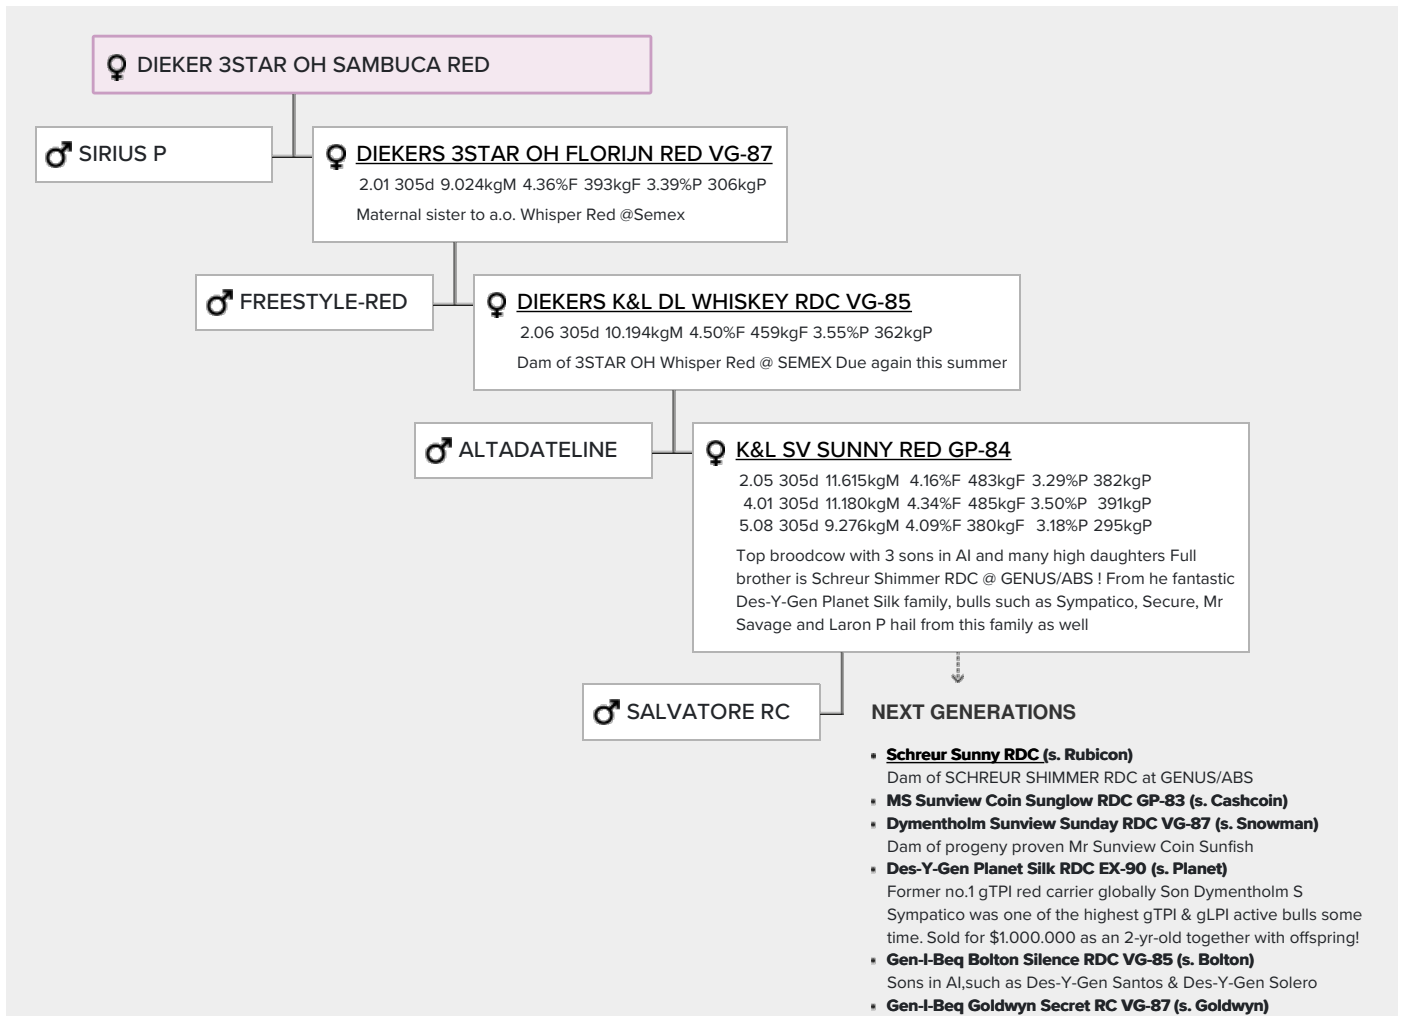 DIEKER 3STAR OH SAMBUCA RED
SIRIUS P
DIEKERS 3STAR OH FLORIJN RED VG-87
2.01 305d 9.024kgM 4.36%F 393kgF 3.39%P 306kgP
Maternal sister to a.o. Whisper Red @Semex
FREESTYLE-RED
DIEKERS K&L DL WHISKEY RDC VG-85
2.06 305d 10.194kgM 4.50%F 459kgF 3.55%P 362kgP
Dam of 3STAR OH Whisper Red @ SEMEX Due again this summer
ALTADATELINE
K&L SV SUNNY RED GP-84
2.05 305d 11.615kgM 4.16%F 483kgF 3.29%P 382kgP
4.01 305d 11.180kgM 4.34%F 485kgF 3.50%P 391kgP
5.08 305d 9.276kgM 4.09%F 380kgF 3.18%P 295kgP
Top broodcow with 3 sons in AI and many high daughters Full
brother is Schreur Shimmer RDC @ GENUS/ABS ! From he fantastic
Des-Y-Gen Planet Silk family, bulls such as Sympatico, Secure, Mr
Savage and Laron P hail from this family as well
SALVATORE RC
NEXT GENERATIONS
Schreur Sunny RDC (s. Rubicon)
Dam of SCHREUR SHIMMER RDC at GENUS/ABS
MS Sunview Coin Sunglow RDC GP-83 (s. Cashcoin)
Dymentholm Sunview Sunday RDC VG-87 (s. Snowman)
Dam of progeny proven Mr Sunview Coin Sunfish
Des-Y-Gen Planet Silk RDC EX-90 (s. Planet)
Former no.1 gTPI red carrier globally Son Dymentholm S
Sympatico was one of the highest gTPI & gLPI active bulls some
time. Sold for $1.000.000 as an 2-yr-old together with offspring!
Gen-I-Beq Bolton Silence RDC VG-85 (s. Bolton)
Sons in AI,such as Des-Y-Gen Santos & Des-Y-Gen Solero
Gen-I-Beq Goldwyn Secret RC VG-87 (s. Goldwyn)